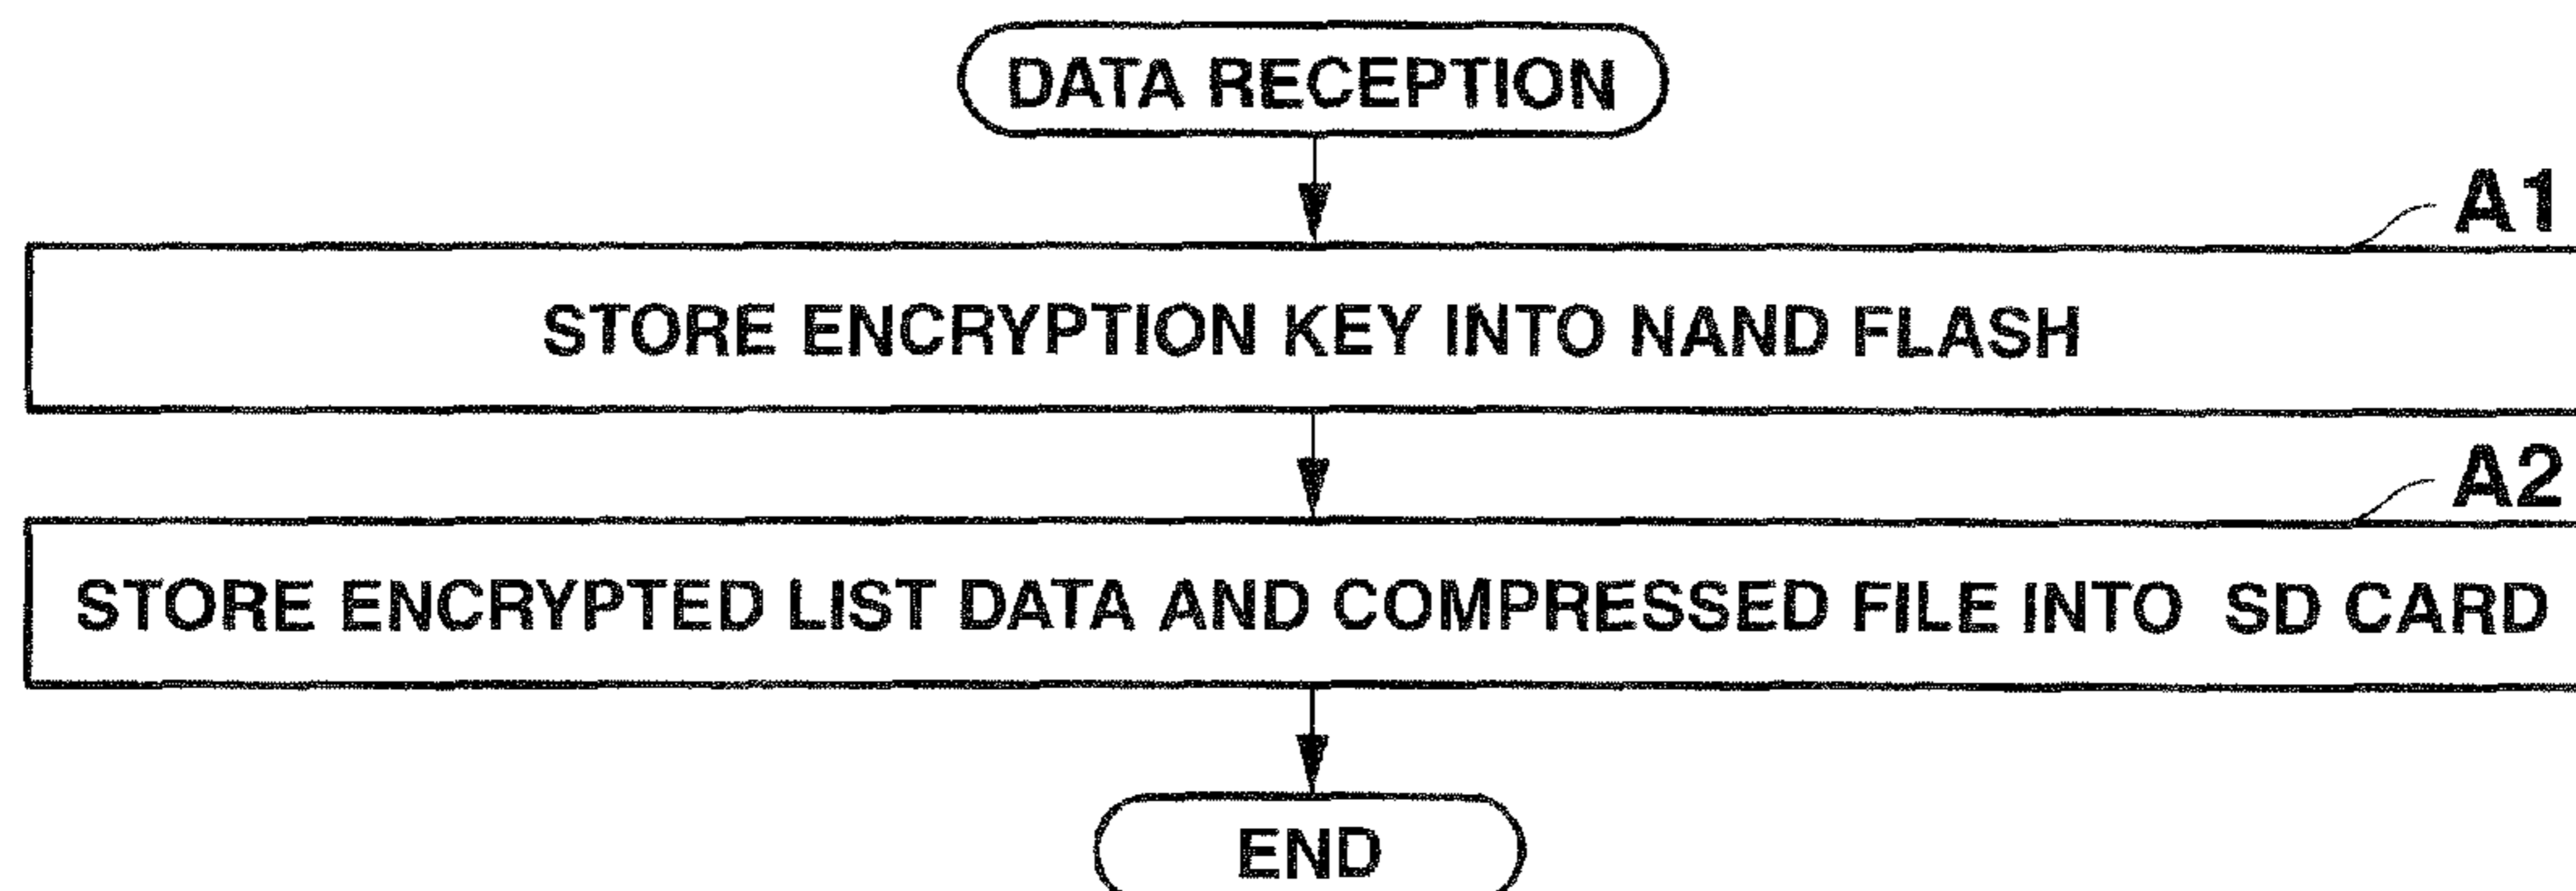 DATA RECEPTION
A1
STORE ENCRYPTION KEY INTO NAND FLASH
A2
STORE ENCRYPTED LIST DATA AND COMPRESSED FILE INTO SD CARD
END